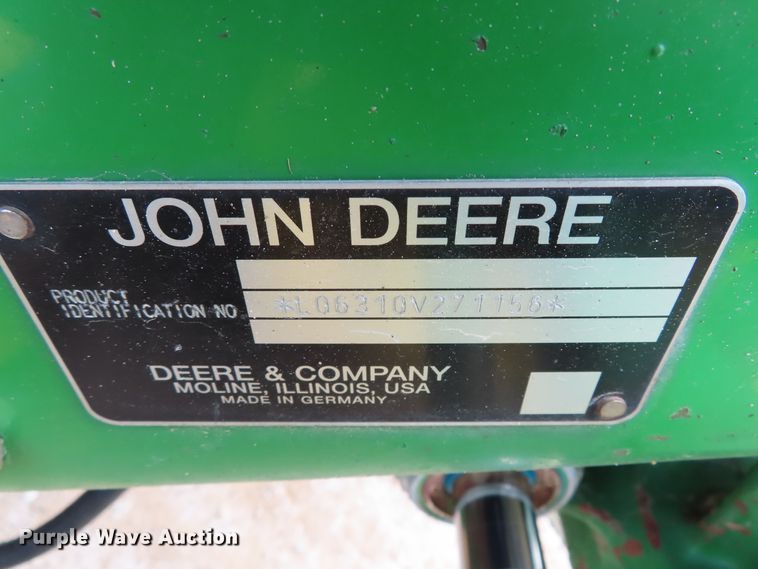 JOHN DEERE
PRODUCT
IDENTIFICATION NO
*L06310V271156*
DEERE & COMPANY
MOLINE, ILLINOIS, USA
MADE IN GERMANY
Purple Wave Auction